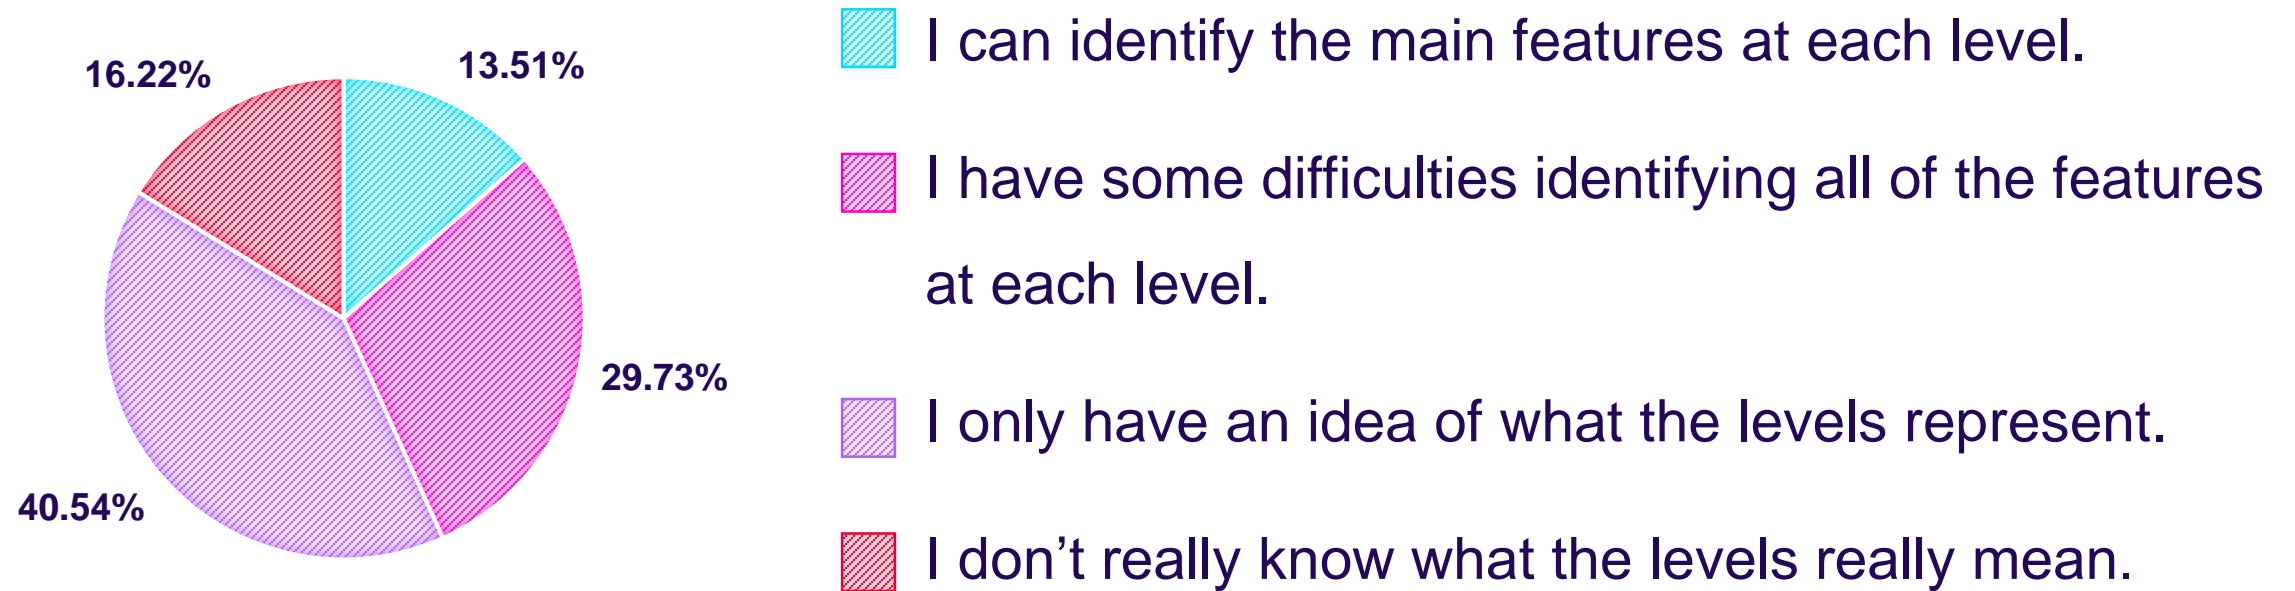 16.22%
13.51%
29.73%
40.54%
I can identify the main features at each level.
I have some difficulties identifying all of the features
at each level.
I only have an idea of what the levels represent.
I don’t really know what the levels really mean.